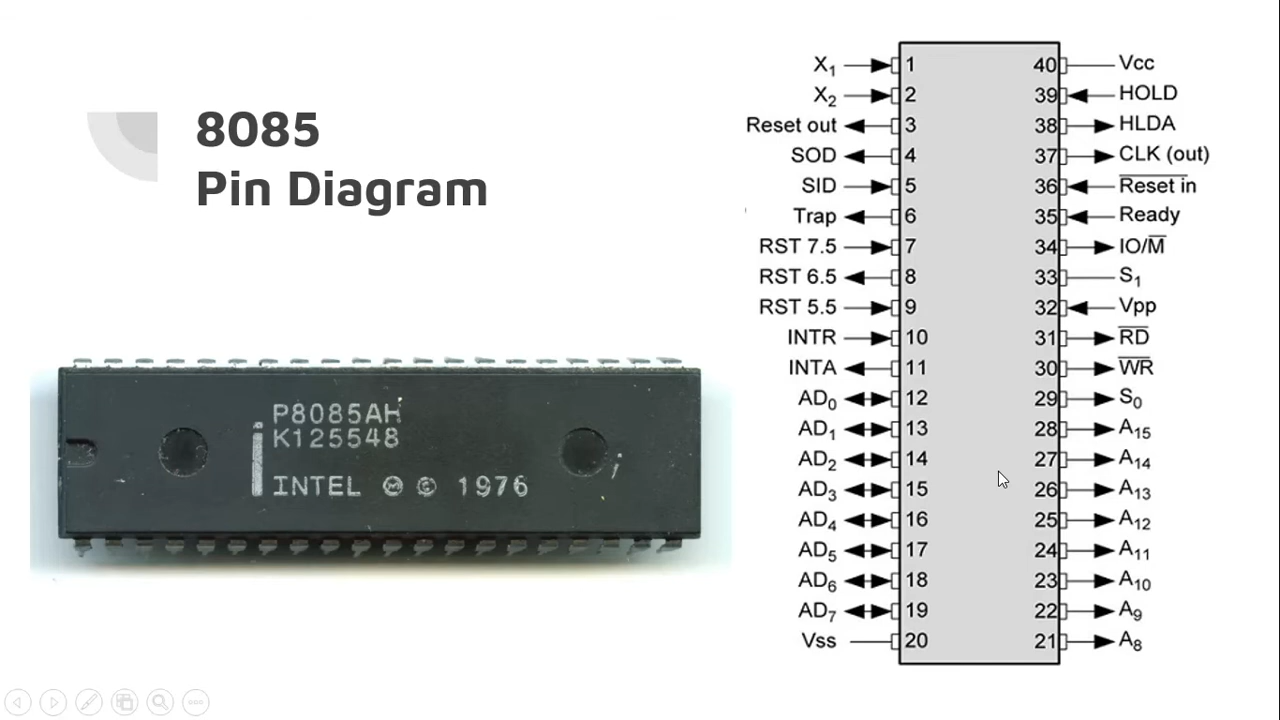 8085
Pin Diagram
P8085AH
K125548
INTEL Ⓜ © 1976
X1 1 40 Vcc
X2 2 39 HOLD
Reset out 3 38 HLDA
SOD 4 37 CLK (out)
SID 5 36 R̅e̅s̅e̅t̅ ̅i̅n̅
Trap 6 35 Ready
RST 7.5 7 34 IO/M̅
RST 6.5 8 33 S1
RST 5.5 9 32 Vpp
INTR 10 31 R̅D̅
INTA 11 30 W̅R̅
AD0 12 29 S0
AD1 13 28 A15
AD2 14 27 A14
AD3 15 26 A13
AD4 16 25 A12
AD5 17 24 A11
AD6 18 23 A10
AD7 19 22 A9
Vss 20 21 A8